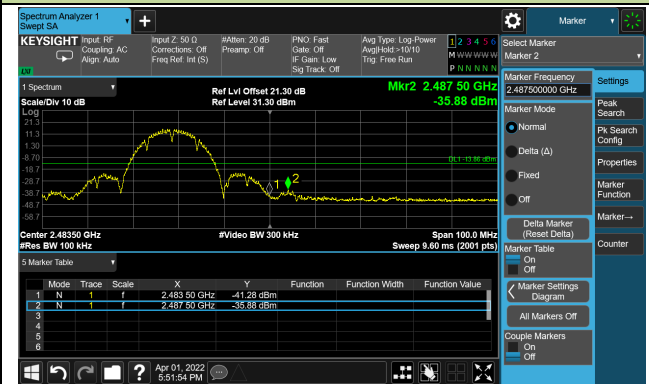 Spectrum Analyzer 1
Swept SA
KEYSIGHT
Input: RF
Coupling: AC
Align: Auto
Input Z: 50 Ω
Corrections: Off
Freq Ref: Int (S)
#Atten: 20 dB
Preamp: Off
PNO: Fast
Gate: Off
IF Gain: Low
Sig Track: Off
Avg Type: Log-Power
Avg|Hold:>10/10
Trig: Free Run
1 2 3 4 5 6
M W W W W W
P N N N N N
LXI
1 Spectrum
Scale/Div 10 dB
Ref Lvl Offset 21.30 dB
Ref Level 31.30 dBm
Mkr2 2.487 50 GHz
-35.88 dBm
Log
21.3
11.3
1.30
-8.70
-18.7
-28.7
-38.7
-48.7
-58.7
DL1 -13.86 dBm
1
2
Center 2.48350 GHz
#Res BW 100 kHz
#Video BW 300 kHz
Span 100.0 MHz
Sweep 9.60 ms (2001 pts)
5 Marker Table
Mode Trace Scale X Y Function Function Width Function Value
1 N 1 f 2.483 50 GHz -41.28 dBm
2 N 1 f 2.487 50 GHz -35.88 dBm
3
4
5
6
Apr 01, 2022
5:51:54 PM
Marker
Select Marker
Marker 2
Marker Frequency
2.487500000 GHz
Marker Mode
Normal
Delta (Δ)
Fixed
Off
Delta Marker
(Reset Delta)
Marker Table
On
Off
Marker Settings
Diagram
All Markers Off
Couple Markers
On
Off
Settings
Peak
Search
Pk Search
Config
Properties
Marker
Function
Marker→
Counter